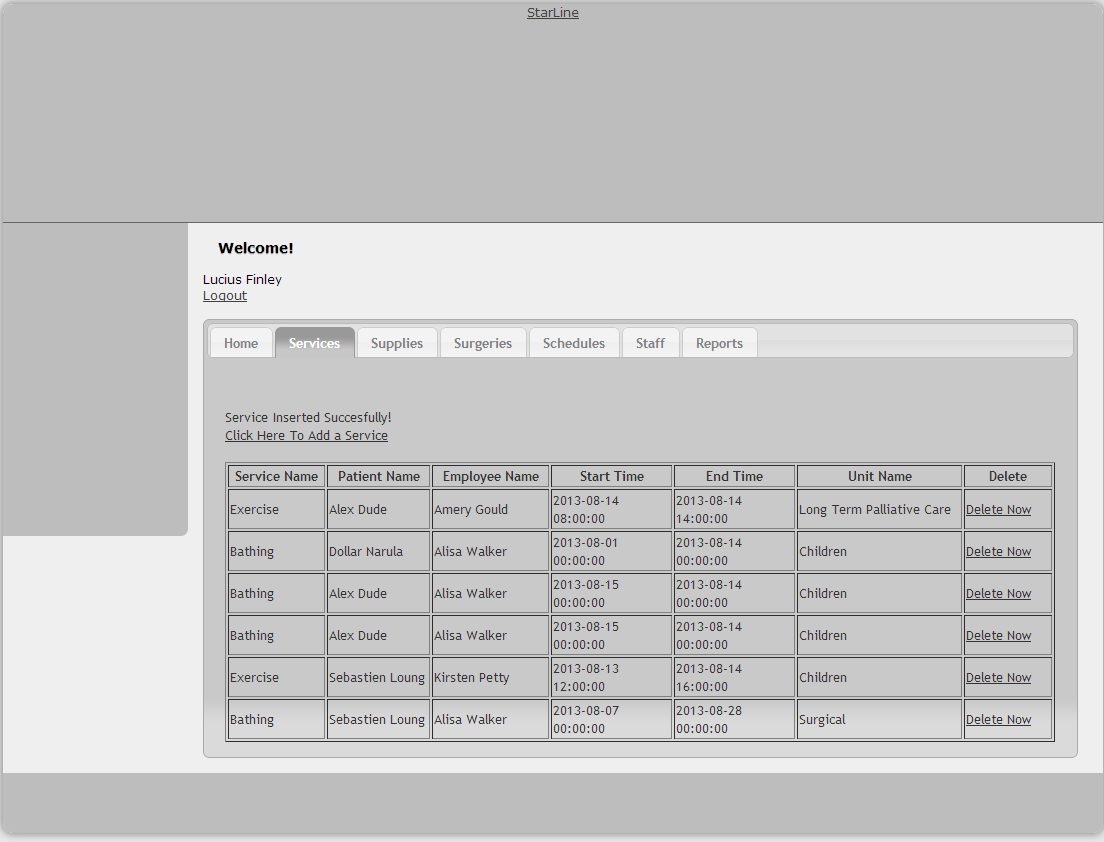 StarLine
Welcome!
Lucius Finley
Logout
Home Services Supplies Surgeries Schedules Staff Reports
Service Inserted Succesfully!
Click Here To Add a Service
Service Name Patient Name Employee Name Start Time End Time Unit Name Delete
Exercise Alex Dude Amery Gould 2013-08-14 08:00:00 2013-08-14 14:00:00 Long Term Palliative Care Delete Now
Bathing Dollar Narula Alisa Walker 2013-08-01 00:00:00 2013-08-14 00:00:00 Children Delete Now
Bathing Alex Dude Alisa Walker 2013-08-15 00:00:00 2013-08-14 00:00:00 Children Delete Now
Bathing Alex Dude Alisa Walker 2013-08-15 00:00:00 2013-08-14 00:00:00 Children Delete Now
Exercise Sebastien Loung Kirsten Petty 2013-08-13 12:00:00 2013-08-14 16:00:00 Children Delete Now
Bathing Sebastien Loung Alisa Walker 2013-08-07 00:00:00 2013-08-28 00:00:00 Surgical Delete Now